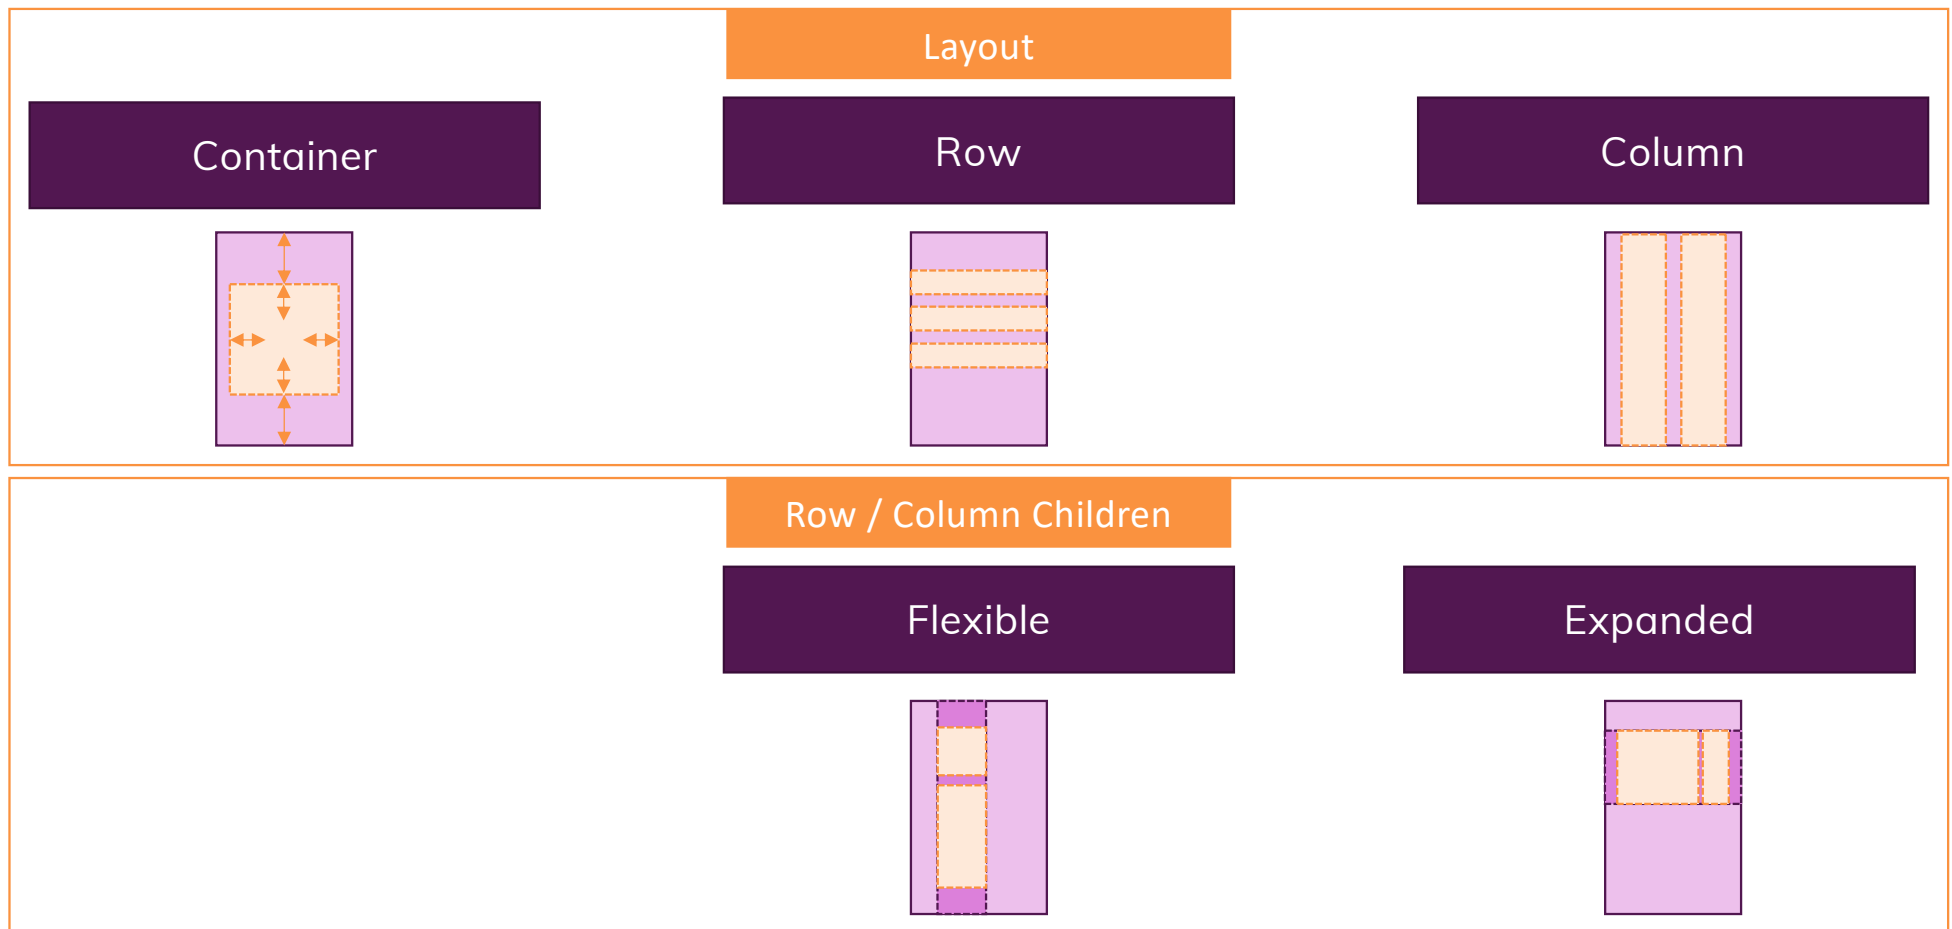 Layout
Container
Row
Column
Row / Column Children
Flexible
Expanded